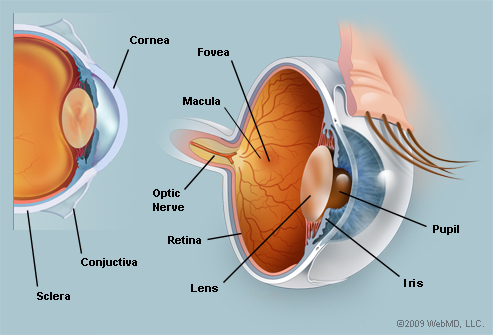 Cornea
Fovea
Macula
Optic
Nerve
Retina
Conjuctiva
Sclera
Lens
Pupil
Iris
©2009 WebMD, LLC.